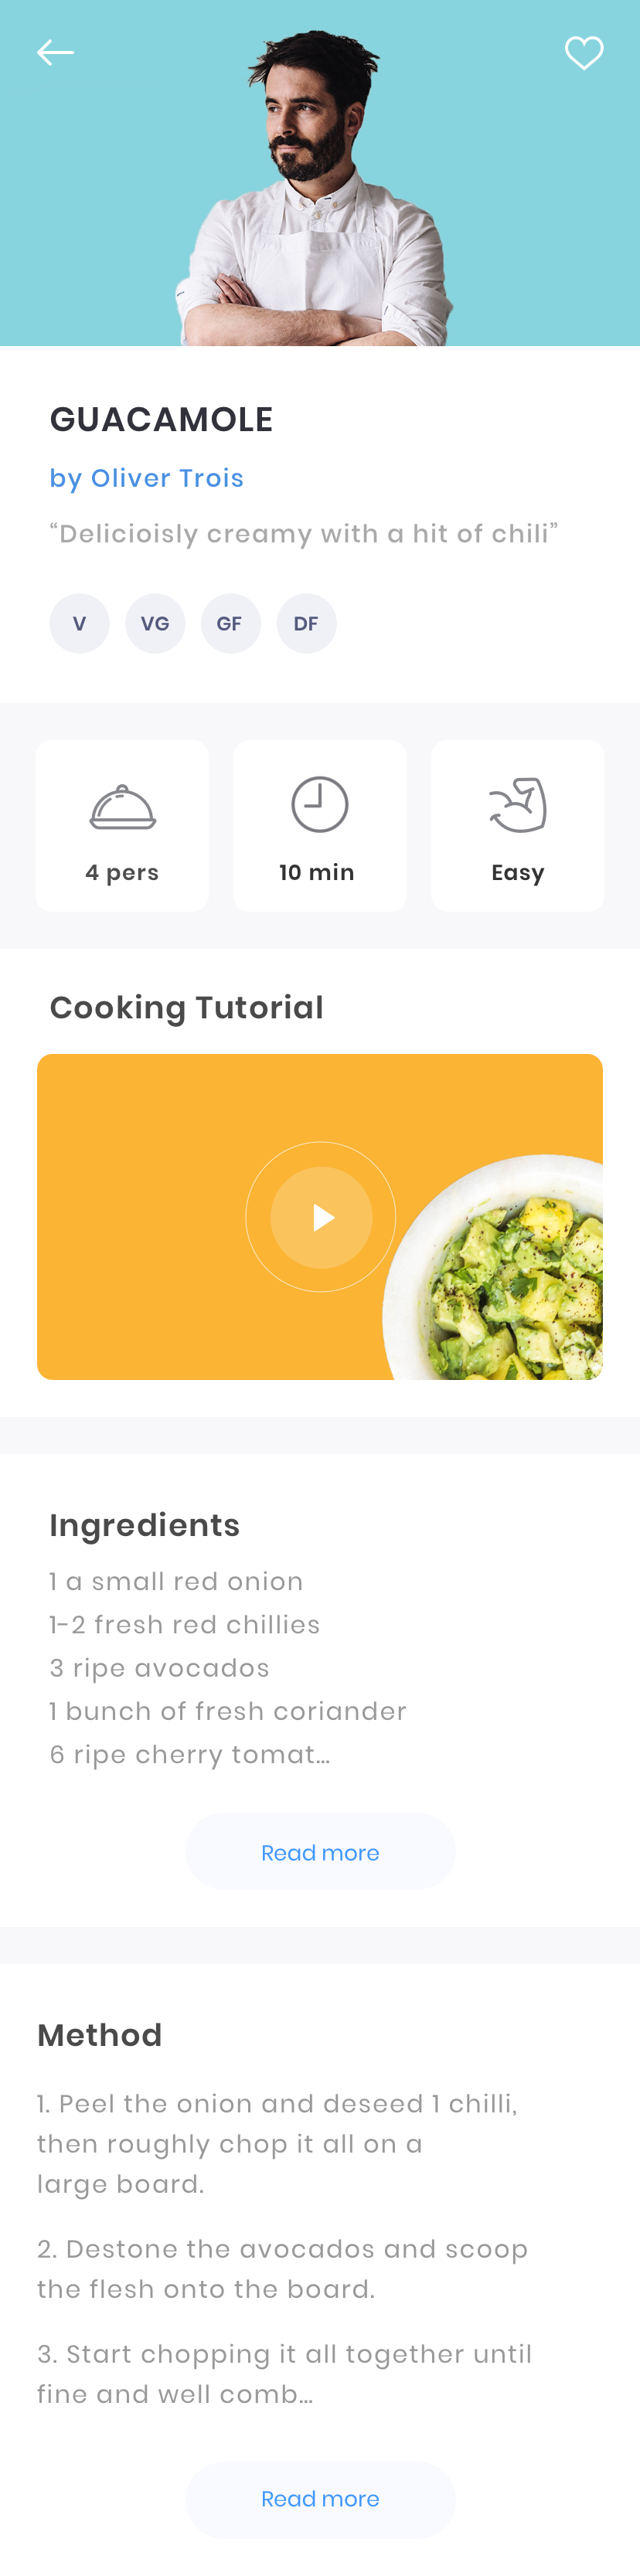 GUACAMOLE
by Oliver Trois
“Delicioisly creamy with a hit of chili”
V VG GF DF
4 pers 10 min Easy
Cooking Tutorial
Ingredients
1 a small red onion
1-2 fresh red chillies
3 ripe avocados
1 bunch of fresh coriander
6 ripe cherry tomat...
Read more
Method
1. Peel the onion and deseed 1 chilli,
then roughly chop it all on a
large board.
2. Destone the avocados and scoop
the flesh onto the board.
3. Start chopping it all together until
fine and well comb...
Read more